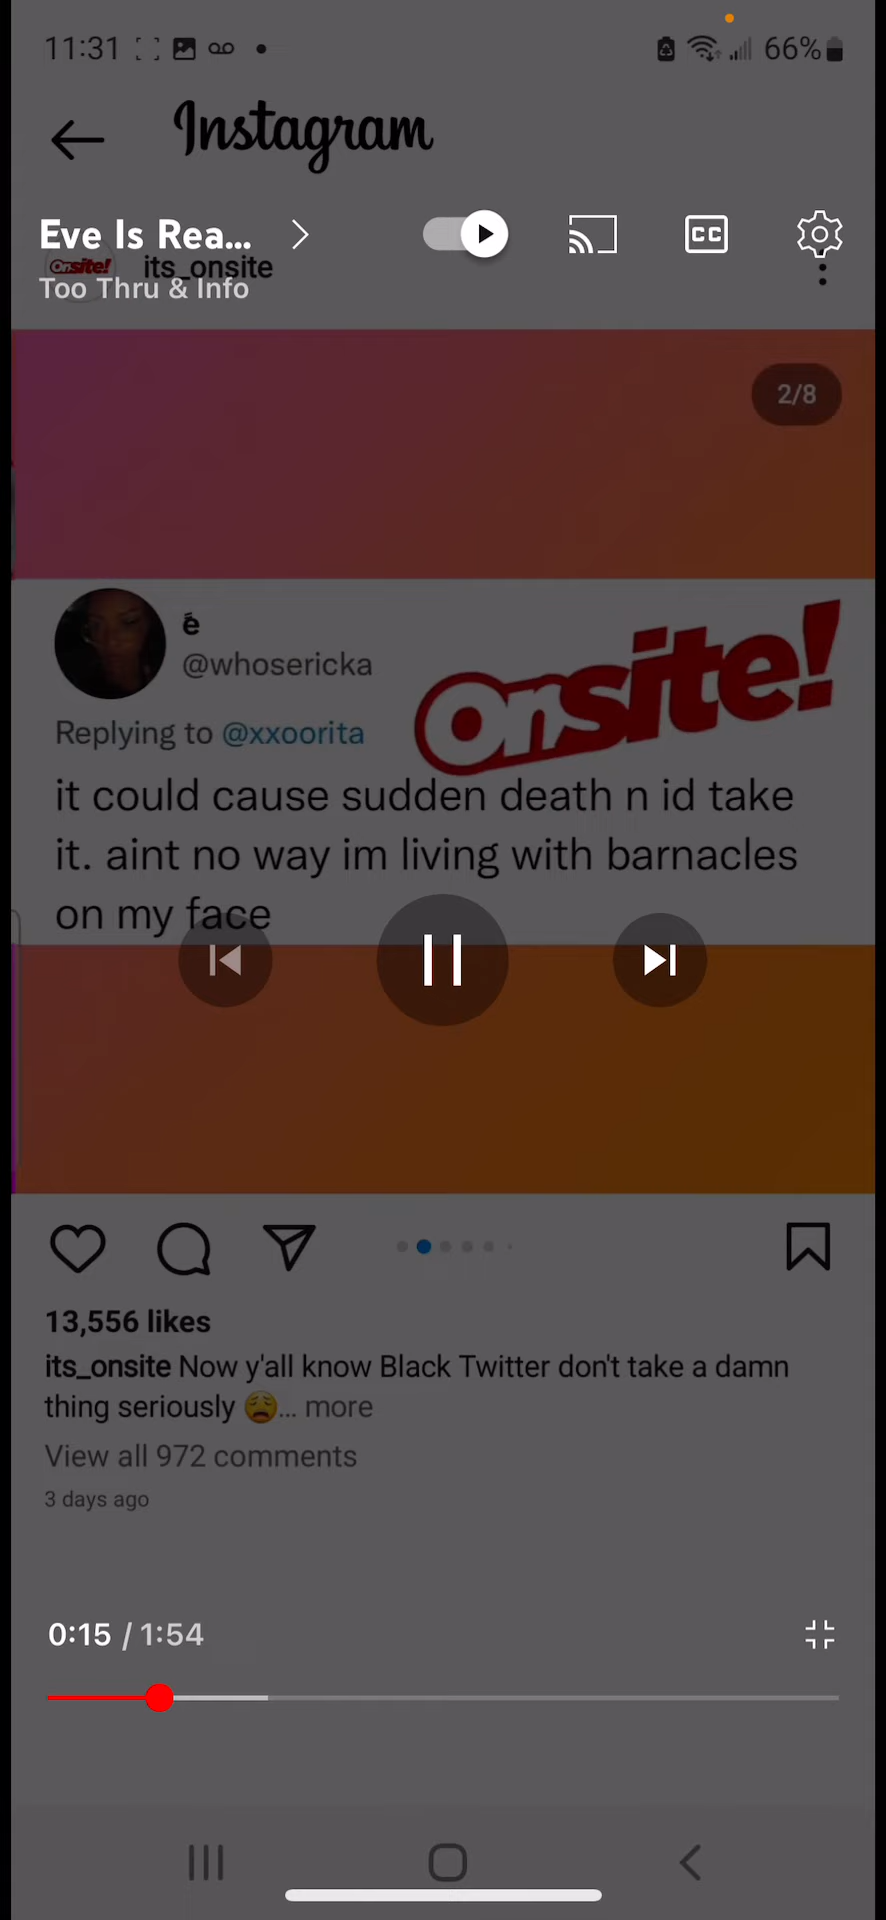 11:31
66%
Instagram
Eve Is Rea...
Onsite! its_onsite
Too Thru & Info
2/8
é
@whosericka
Onsite!
Replying to @xxoorita
it could cause sudden death n id take
it. aint no way im living with barnacles
on my face
13,556 likes
its_onsite Now y'all know Black Twitter don't take a damn
thing seriously 😩... more
View all 972 comments
3 days ago
0:15 / 1:54